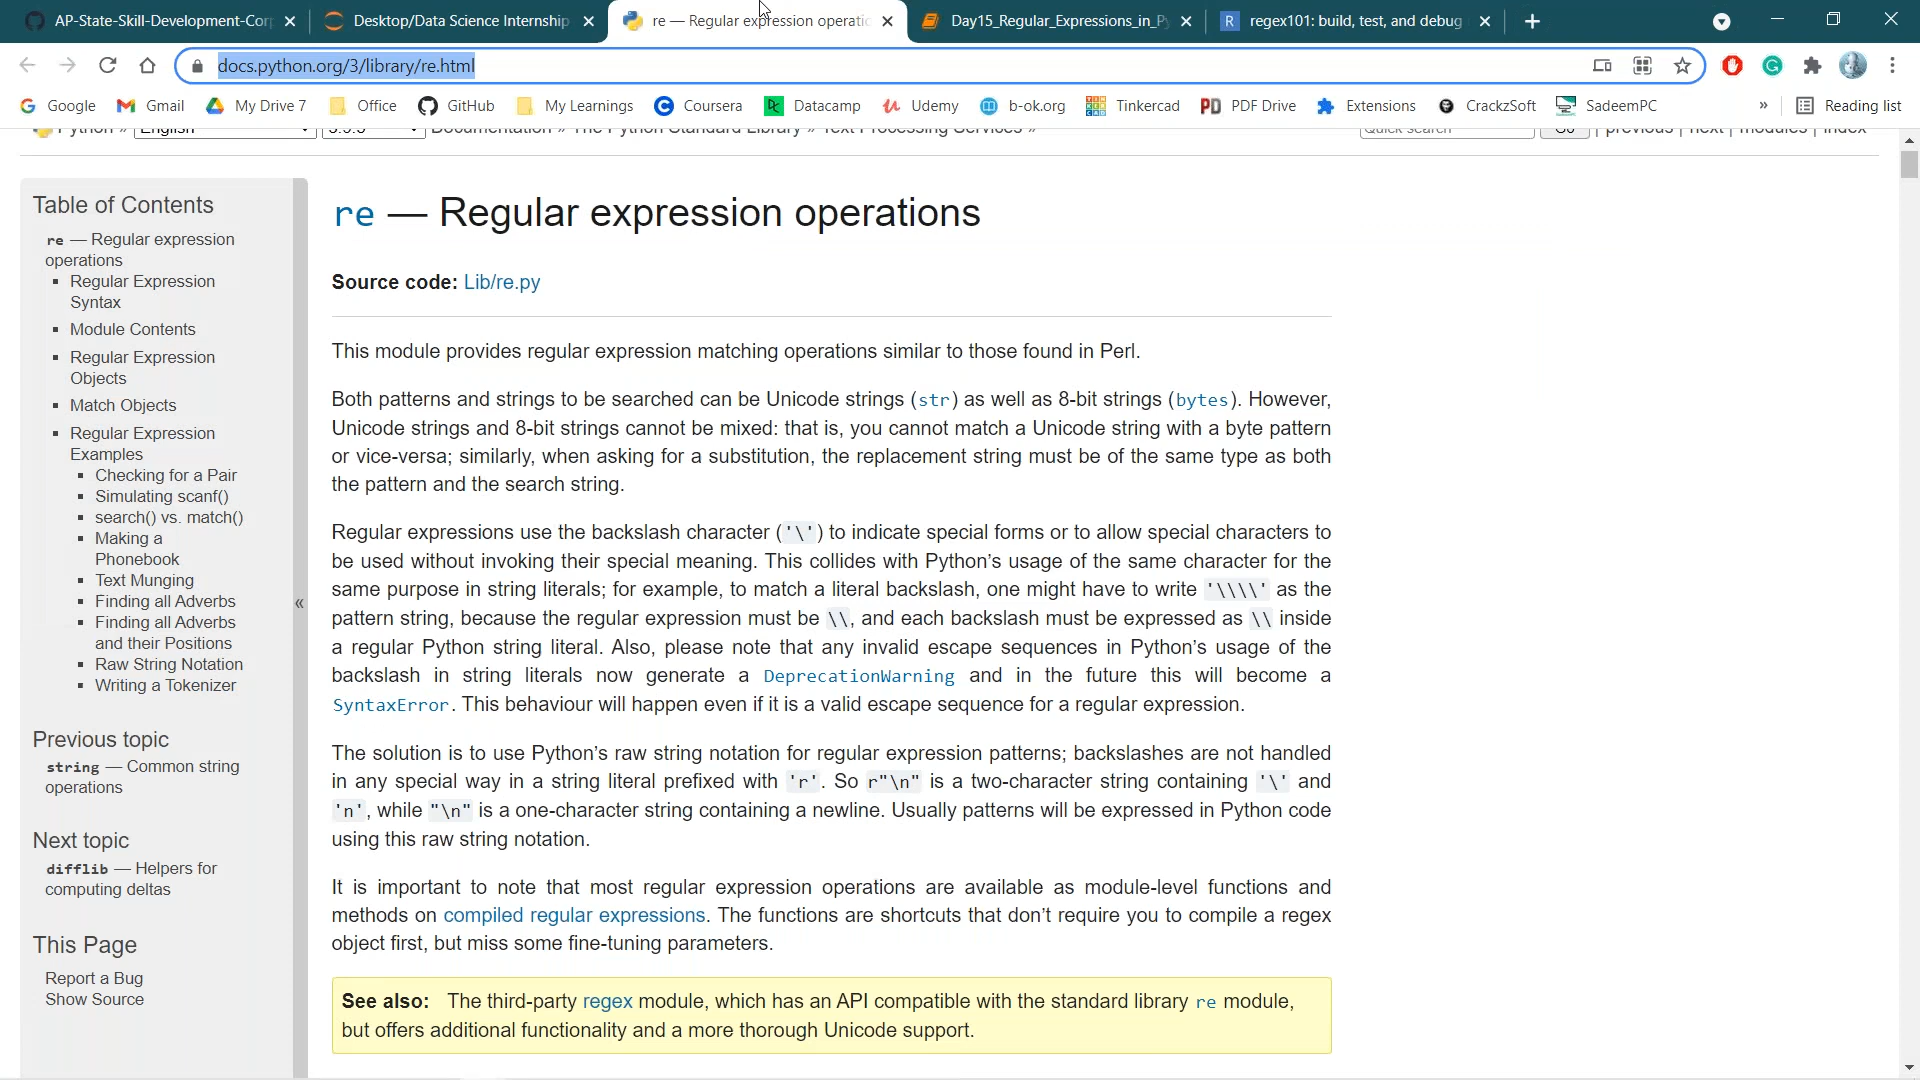 AP-State-Skill-Development-Corp
Desktop/Data Science Internship
re — Regular expression operatic
Day15_Regular_Expressions_in_Py
regex101: build, test, and debug
docs.python.org/3/library/re.html
Google Gmail My Drive 7 Office GitHub My Learnings Coursera Datacamp Udemy b-ok.org Tinkercad PDF Drive Extensions CrackzSoft SadeemPC » Reading list
Python » English 3.9.5 Documentation » The Python Standard Library » Text Processing Services » Quick search Go | previous | next | modules | index
Table of Contents
re — Regular expression
operations
Regular Expression
Syntax
Module Contents
Regular Expression
Objects
Match Objects
Regular Expression
Examples
Checking for a Pair
Simulating scanf()
search() vs. match()
Making a
Phonebook
Text Munging
Finding all Adverbs
Finding all Adverbs
and their Positions
Raw String Notation
Writing a Tokenizer
Previous topic
string — Common string
operations
Next topic
difflib — Helpers for
computing deltas
This Page
Report a Bug
Show Source
«
re — Regular expression operations
Source code: Lib/re.py
This module provides regular expression matching operations similar to those found in Perl.
Both patterns and strings to be searched can be Unicode strings (str) as well as 8-bit strings (bytes). However,
Unicode strings and 8-bit strings cannot be mixed: that is, you cannot match a Unicode string with a byte pattern
or vice-versa; similarly, when asking for a substitution, the replacement string must be of the same type as both
the pattern and the search string.
Regular expressions use the backslash character ('\') to indicate special forms or to allow special characters to
be used without invoking their special meaning. This collides with Python’s usage of the same character for the
same purpose in string literals; for example, to match a literal backslash, one might have to write '\\\\' as the
pattern string, because the regular expression must be \\, and each backslash must be expressed as \\ inside
a regular Python string literal. Also, please note that any invalid escape sequences in Python’s usage of the
backslash in string literals now generate a DeprecationWarning and in the future this will become a
SyntaxError. This behaviour will happen even if it is a valid escape sequence for a regular expression.
The solution is to use Python’s raw string notation for regular expression patterns; backslashes are not handled
in any special way in a string literal prefixed with 'r'. So r"\n" is a two-character string containing '\' and
'n', while "\n" is a one-character string containing a newline. Usually patterns will be expressed in Python code
using this raw string notation.
It is important to note that most regular expression operations are available as module-level functions and
methods on compiled regular expressions. The functions are shortcuts that don’t require you to compile a regex
object first, but miss some fine-tuning parameters.
See also: The third-party regex module, which has an API compatible with the standard library re module,
but offers additional functionality and a more thorough Unicode support.